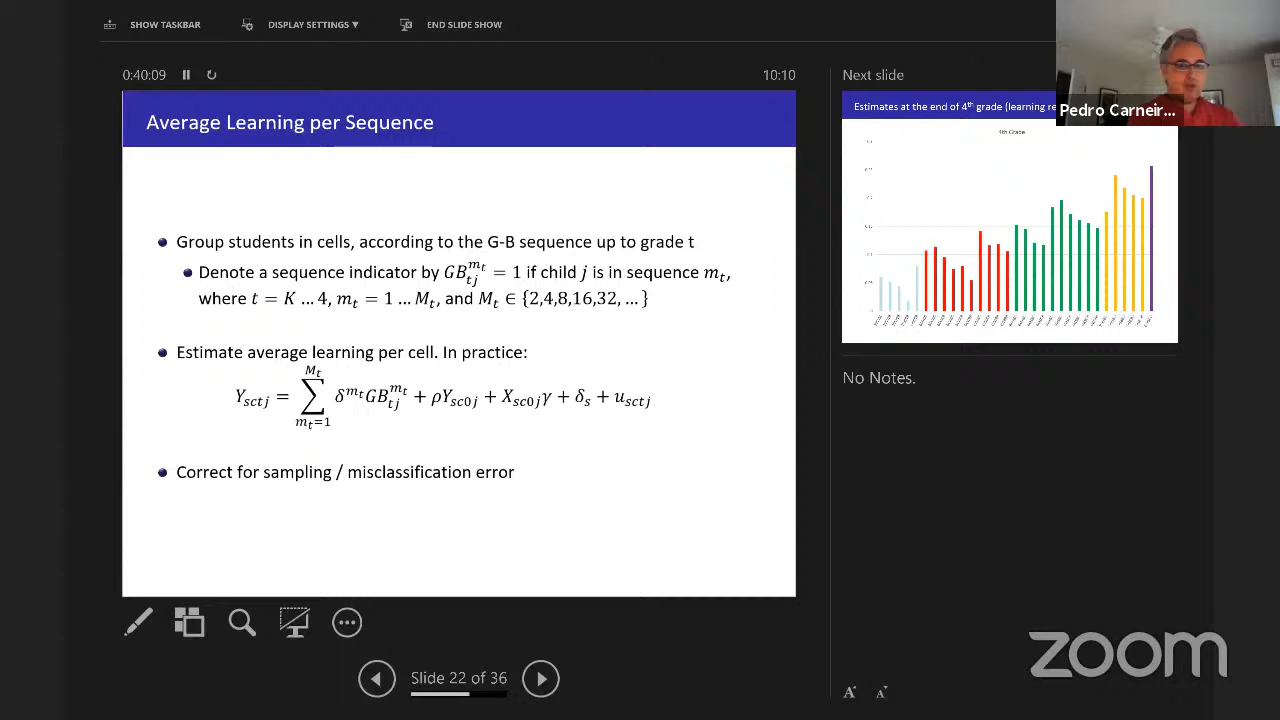 SHOW TASKBAR
DISPLAY SETTINGS ▼
END SLIDE SHOW
0:40:09
10:10
Average Learning per Sequence
Group students in cells, according to the G-B sequence up to grade t
Denote a sequence indicator by GB_{tj}^{m_t} = 1 if child j is in sequence m_t,
where t = K … 4, m_t = 1 … M_t, and M_t ∈ {2,4,8,16,32, … }
Estimate average learning per cell. In practice:
Y_{sctj} = \sum_{m_t=1}^{M_t} δ^{m_t} GB_{tj}^{m_t} + ρY_{sc0j} + X_{sc0j}γ + δ_s + u_{sctj}
Correct for sampling / misclassification error
Slide 22 of 36
Next slide
Estimates at the end of 4th grade (learning re
4th Grade
Pedro Carneir...
No Notes.
A
A
zoom